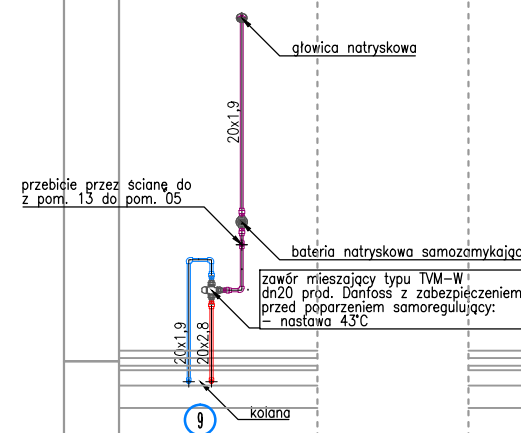 głowica natryskowa
20x1,9
przebicie przez ścianę do
z pom. 13 do pom. 05
bateria natryskowa samozamykając
zawór mieszający typu TVM-W
dn20 prod. Danfoss z zabezpieczeniem
przed poparzeniem samoregulujący:
- nastawa 43°C
20x1,9
20x2,8
kolana
9